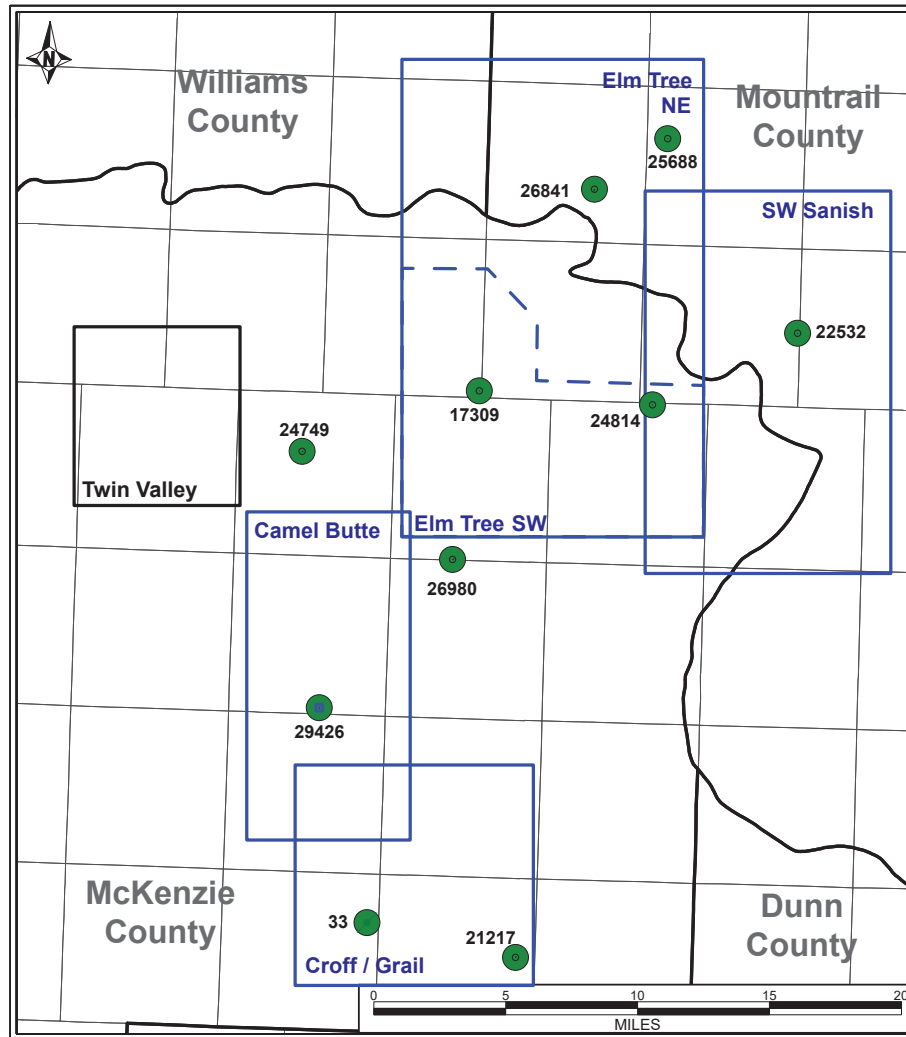 N
Williams
County
Elm Tree
NE
Mountrail
County
25688
26841
SW Sanish
22532
17309
24814
24749
Twin Valley
Camel Butte
Elm Tree SW
26980
29426
McKenzie
County
33
21217
Croff / Grail
Dunn
County
0 5 10 15 20
MILES